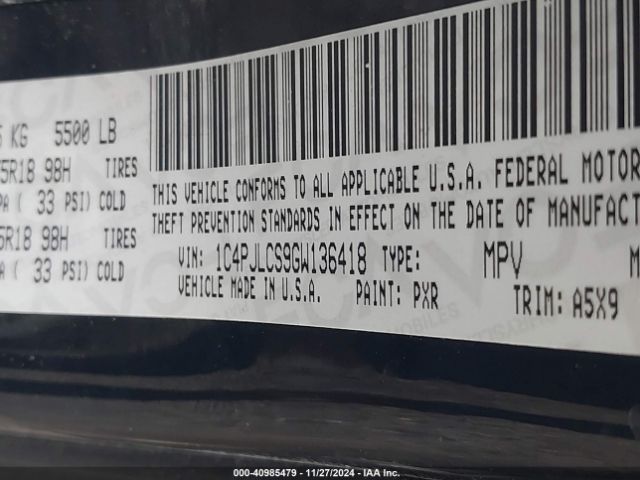 5 KG 5500 LB
5R18 98H TIRES
PA ( 33 PSI) COLD
5R18 98H TIRES
A ( 33 PSI) COLD
THIS VEHICLE CONFORMS TO ALL APPLICABLE U.S.A. FEDERAL MOTOR
THEFT PREVENTION STANDARDS IN EFFECT ON THE DATE OF MANUFACT
VIN: 1C4PJLCS9GW136418 TYPE: MPV M
VEHICLE MADE IN U.S.A. PAINT: PXR TRIM: A5X9
000-40985479 - 11/27/2024 - IAA Inc.